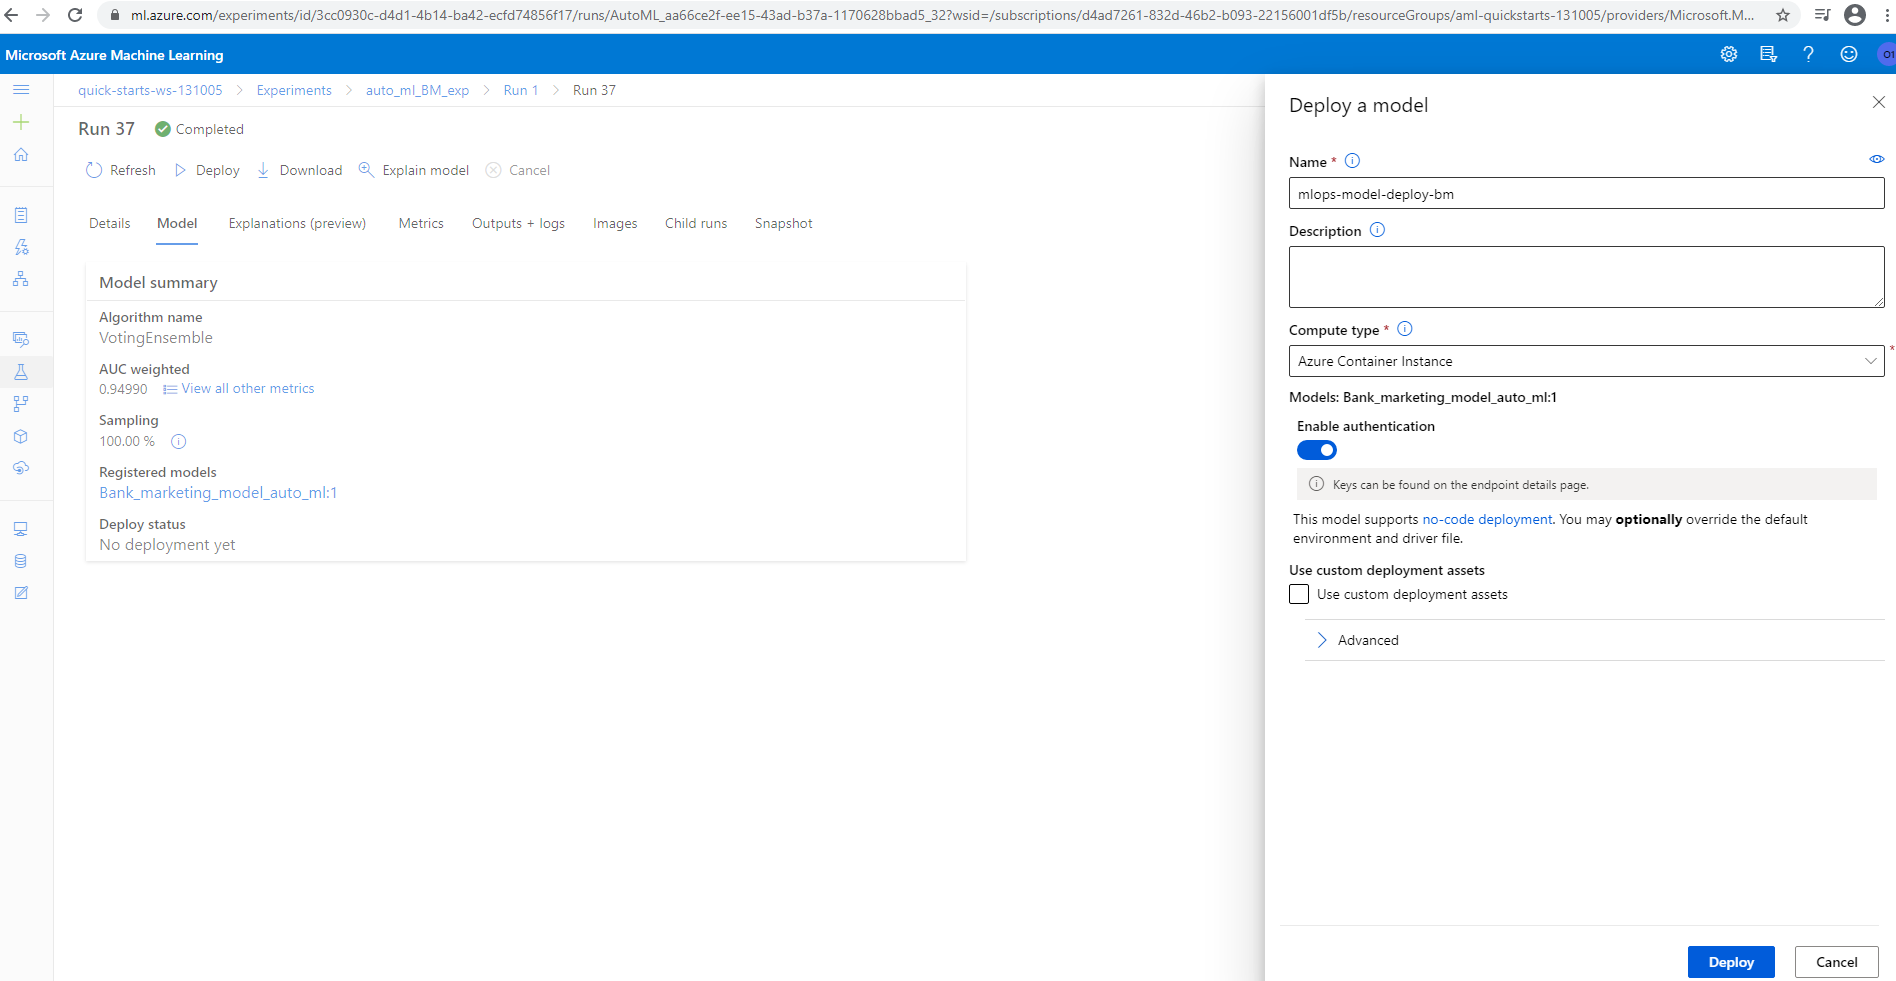 ml.azure.com/experiments/id/3cc0930c-d4d1-4b14-ba42-ecfd74856f17/runs/AutoML_aa66ce2f-ee15-43ad-b37a-1170628bbad5_32?wsid=/subscriptions/d4ad7261-832d-46b2-b093-22156001df5b/resourceGroups/aml-quickstarts-131005/providers/Microsoft.M...
Microsoft Azure Machine Learning
O1
quick-starts-ws-131005 > Experiments > auto_ml_BM_exp > Run 1 > Run 37
Run 37 Completed
Refresh Deploy Download Explain model Cancel
Details Model Explanations (preview) Metrics Outputs + logs Images Child runs Snapshot
Model summary
Algorithm name
VotingEnsemble
AUC weighted
0.94990 View all other metrics
Sampling
100.00 %
Registered models
Bank_marketing_model_auto_ml:1
Deploy status
No deployment yet
Deploy a model
Name *
mlops-model-deploy-bm
Description
Compute type *
Azure Container Instance
*
Models: Bank_marketing_model_auto_ml:1
Enable authentication
Keys can be found on the endpoint details page.
This model supports no-code deployment. You may optionally override the default
environment and driver file.
Use custom deployment assets
Use custom deployment assets
Advanced
Deploy Cancel